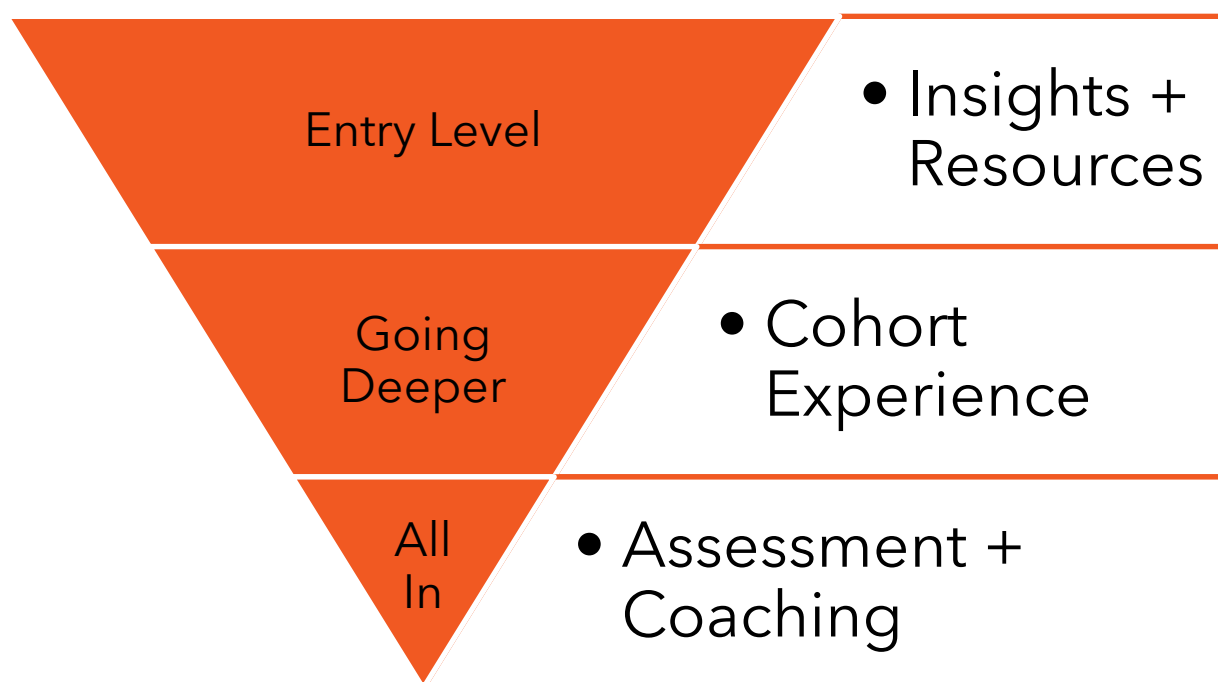 Entry Level
• Insights +
Resources
Going
Deeper
• Cohort
Experience
All
In
• Assessment +
Coaching